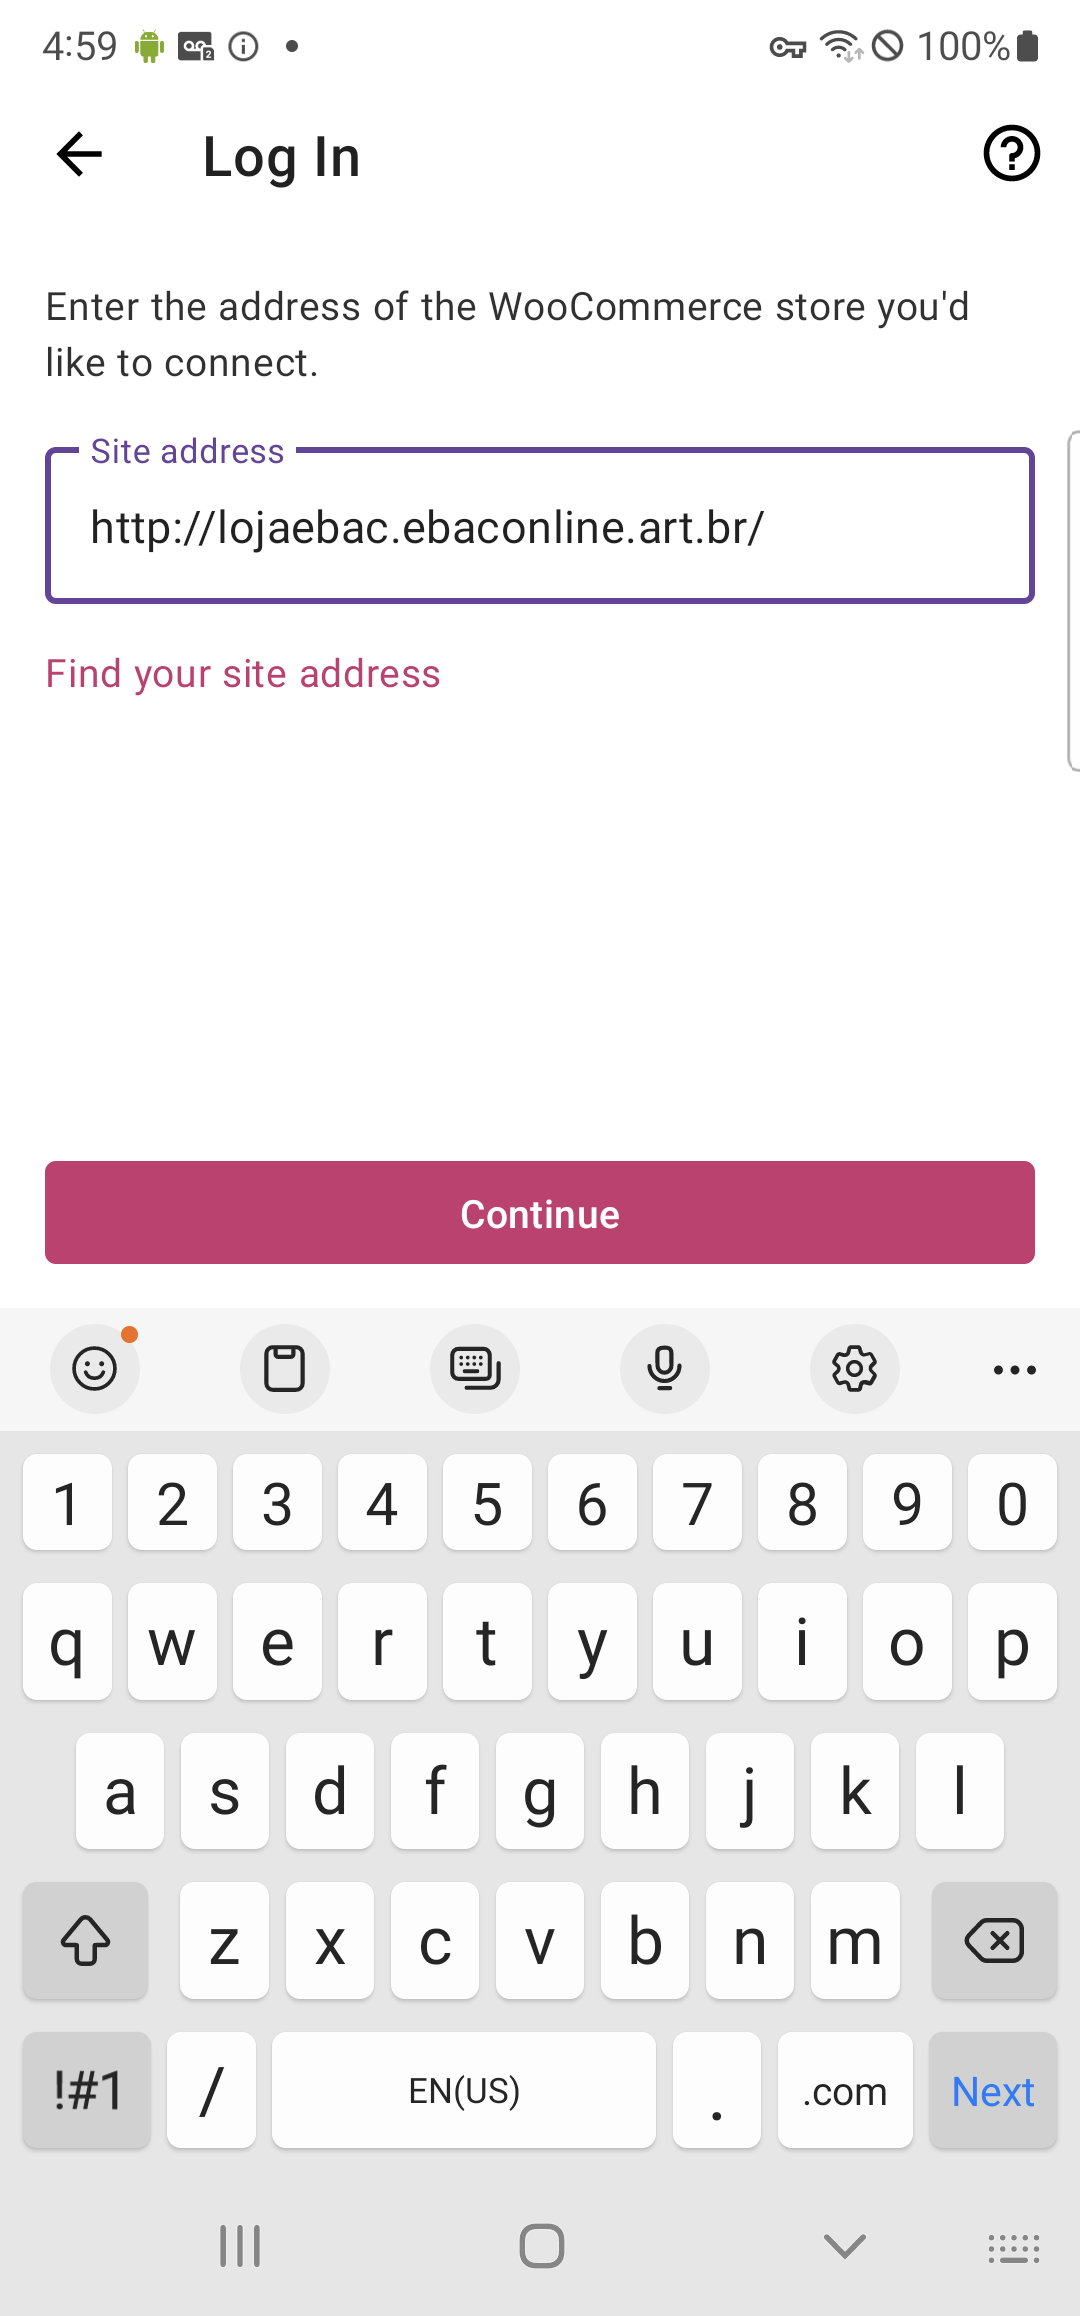 4:59
100%
Log In
Enter the address of the WooCommerce store you'd
like to connect.
Site address
http://lojaebac.ebaconline.art.br/
Find your site address
Continue
1 2 3 4 5 6 7 8 9 0
q w e r t y u i o p
a s d f g h j k l
z x c v b n m
!#1 / EN(US) . .com Next